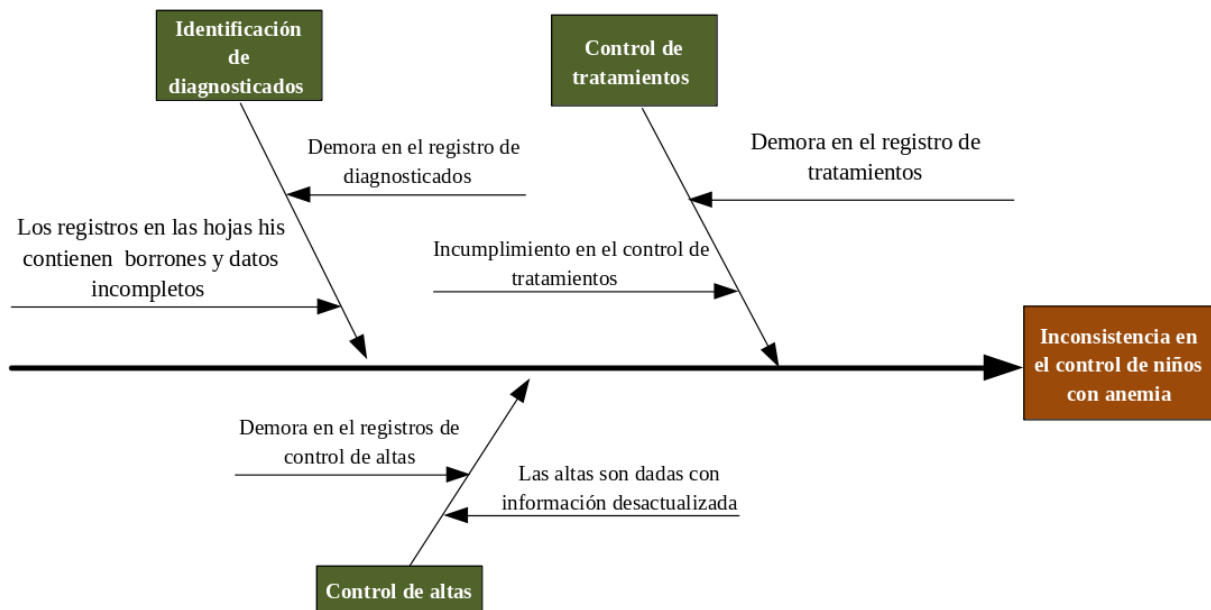 Identificación
de
diagnosticados
Control de
tratamientos
Demora en el registro de
diagnosticados
Demora en el registro de
tratamientos
Los registros en las hojas his
contienen borrones y datos
incompletos
Incumplimiento en el control de
tratamientos
Inconsistencia en
el control de niños
con anemia
Demora en el registros de
control de altas
Las altas son dadas con
información desactualizada
Control de altas